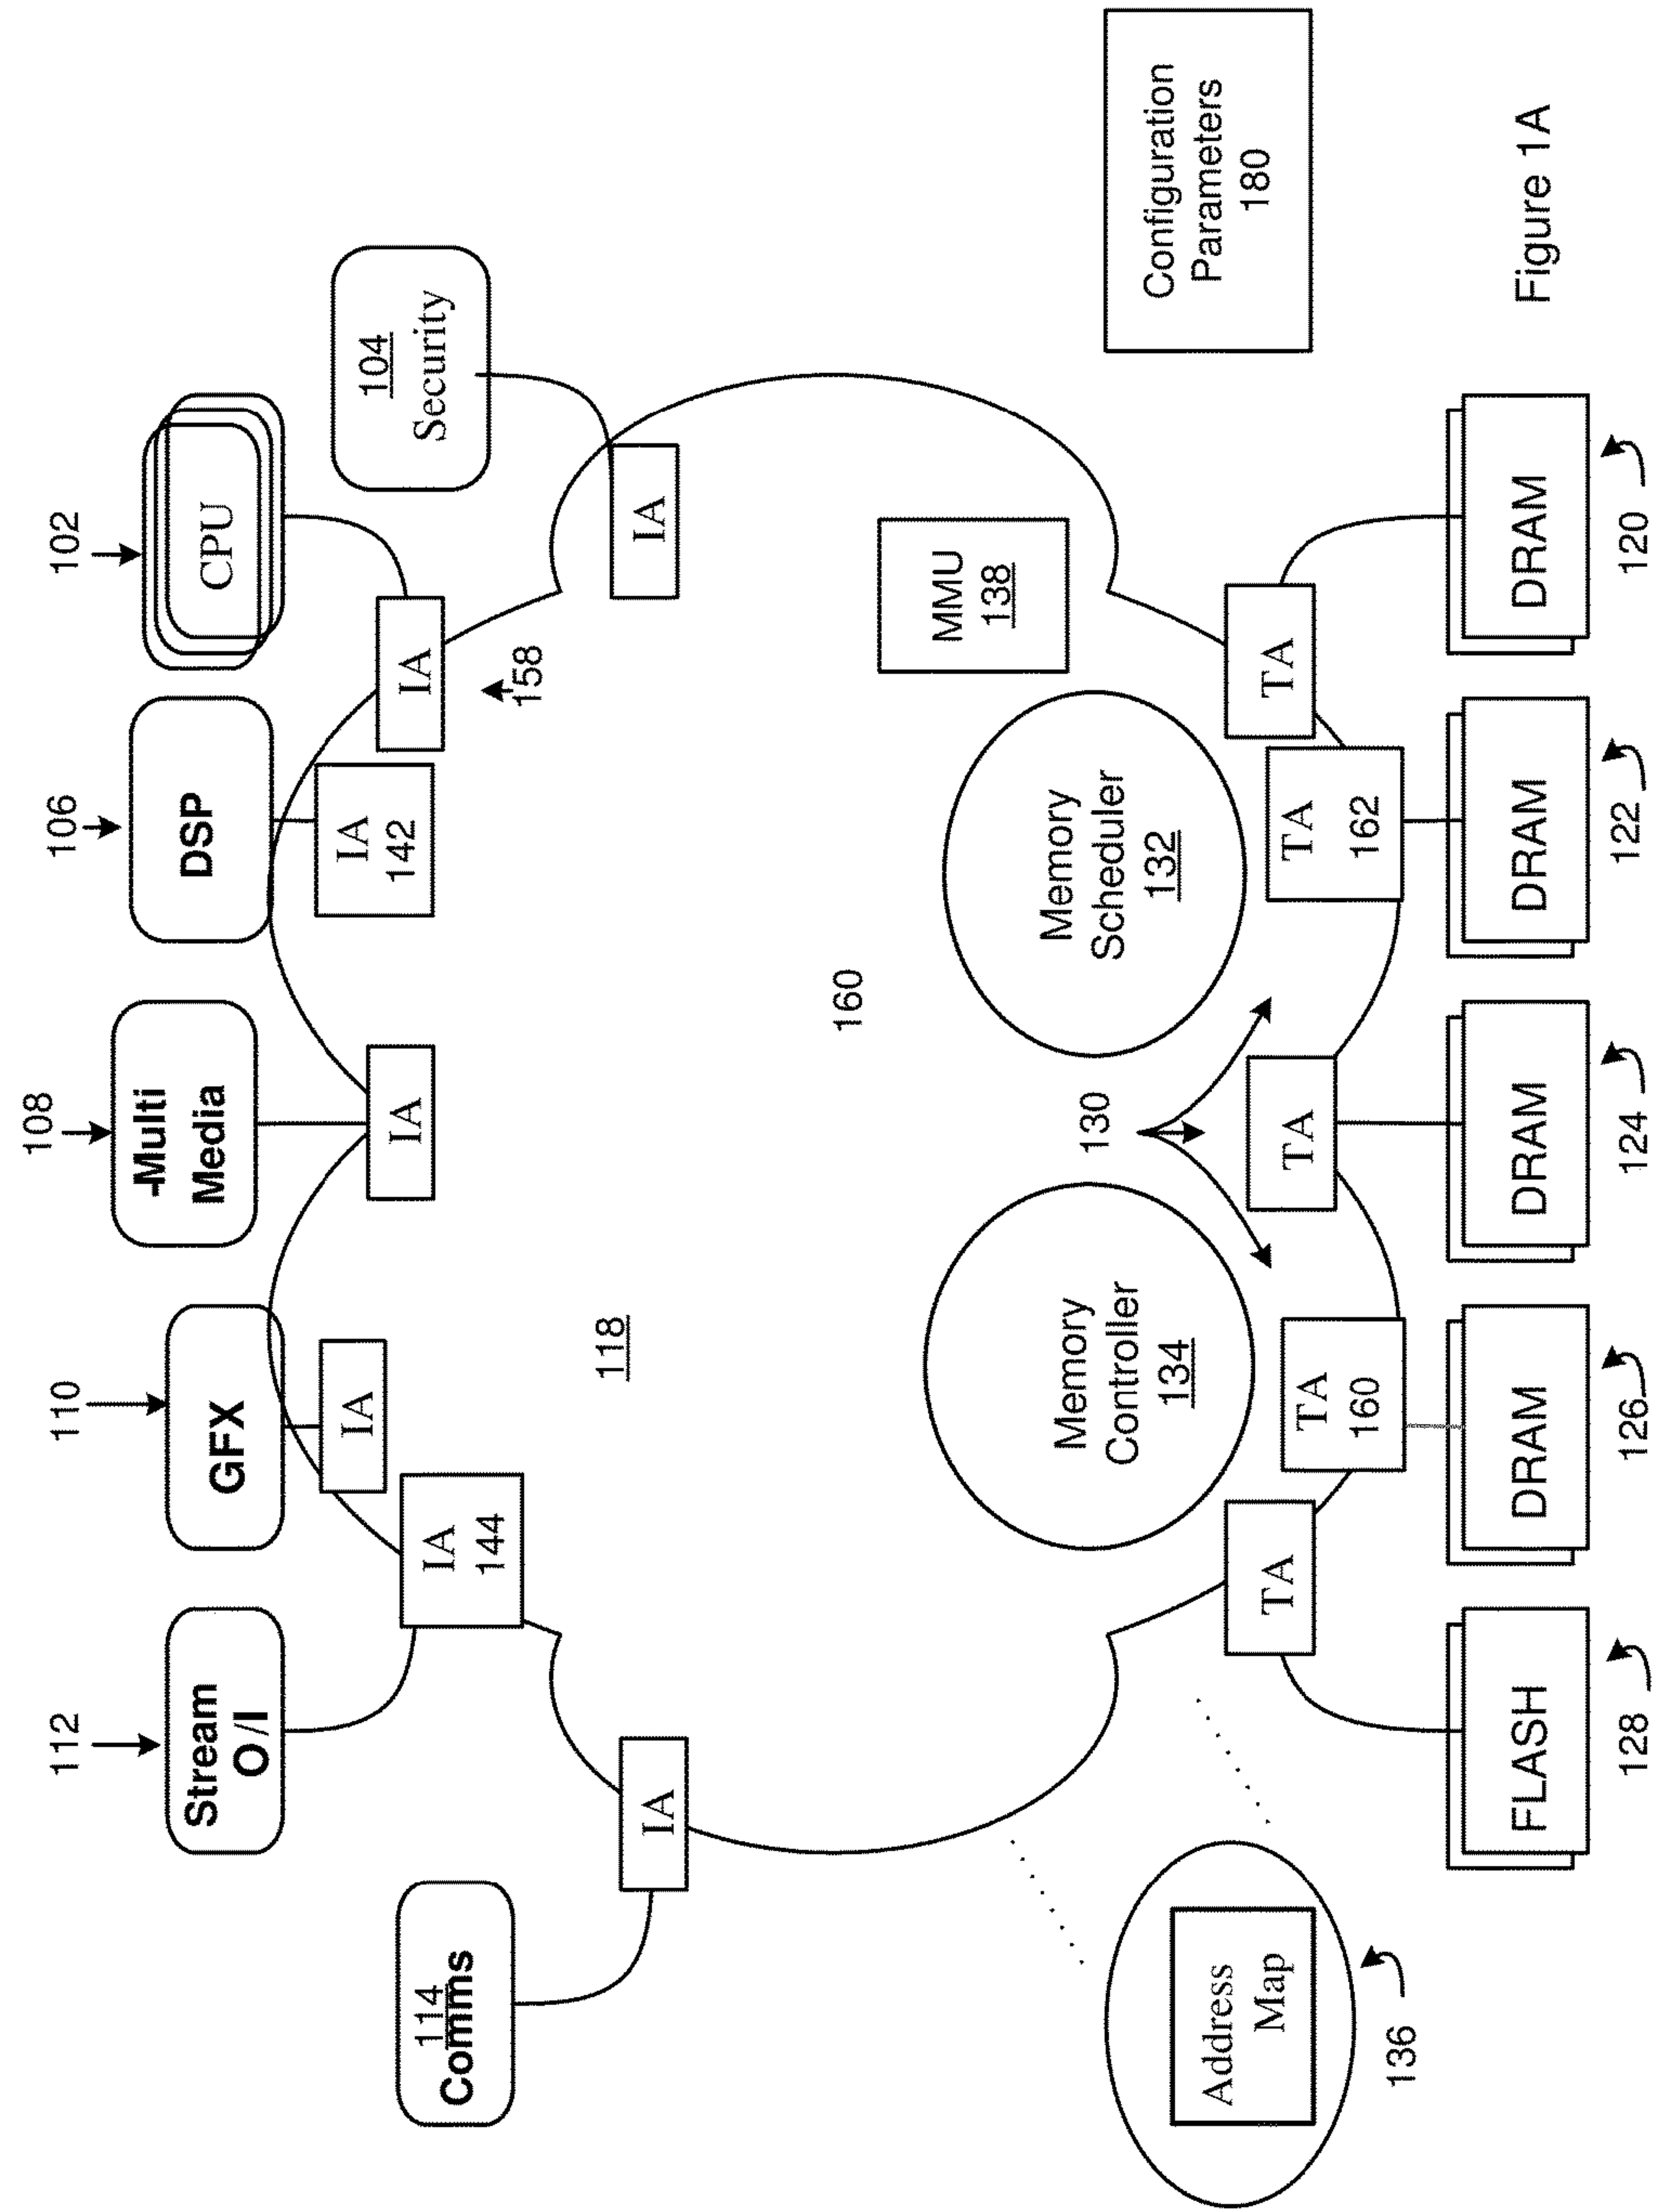 112
110
108
106
102
Stream
O /I
GFX
-Multi
Media
DSP
CPU
114
Comms
104
Security
IA
IA
144
IA
IA
IA
142
IA
IA
158
118
160
MMU
138
Memory
Controller
134
130
Memory
Scheduler
132
Configuration
Parameters
180
Address
Map
136
TA
TA
160
TA
TA
162
TA
FLASH
DRAM
DRAM
DRAM
DRAM
128
126
124
122
120
Figure 1A